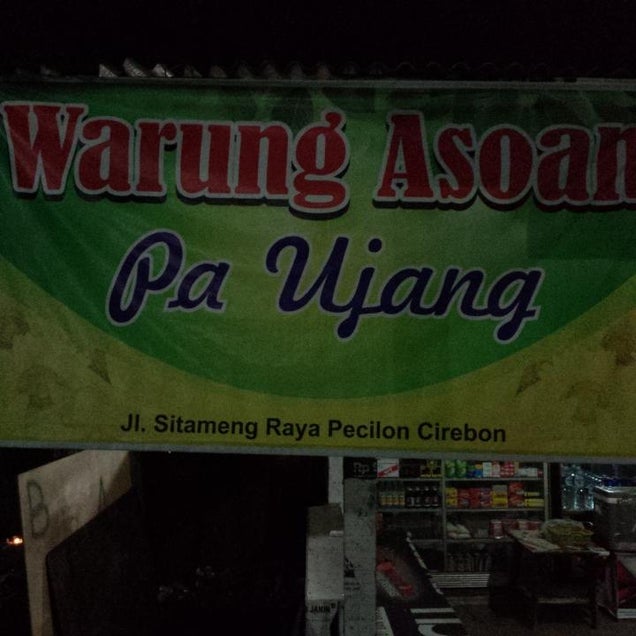 Warung Asoan
Pa Ujang
Jl. Sitameng Raya Pecilon Cirebon